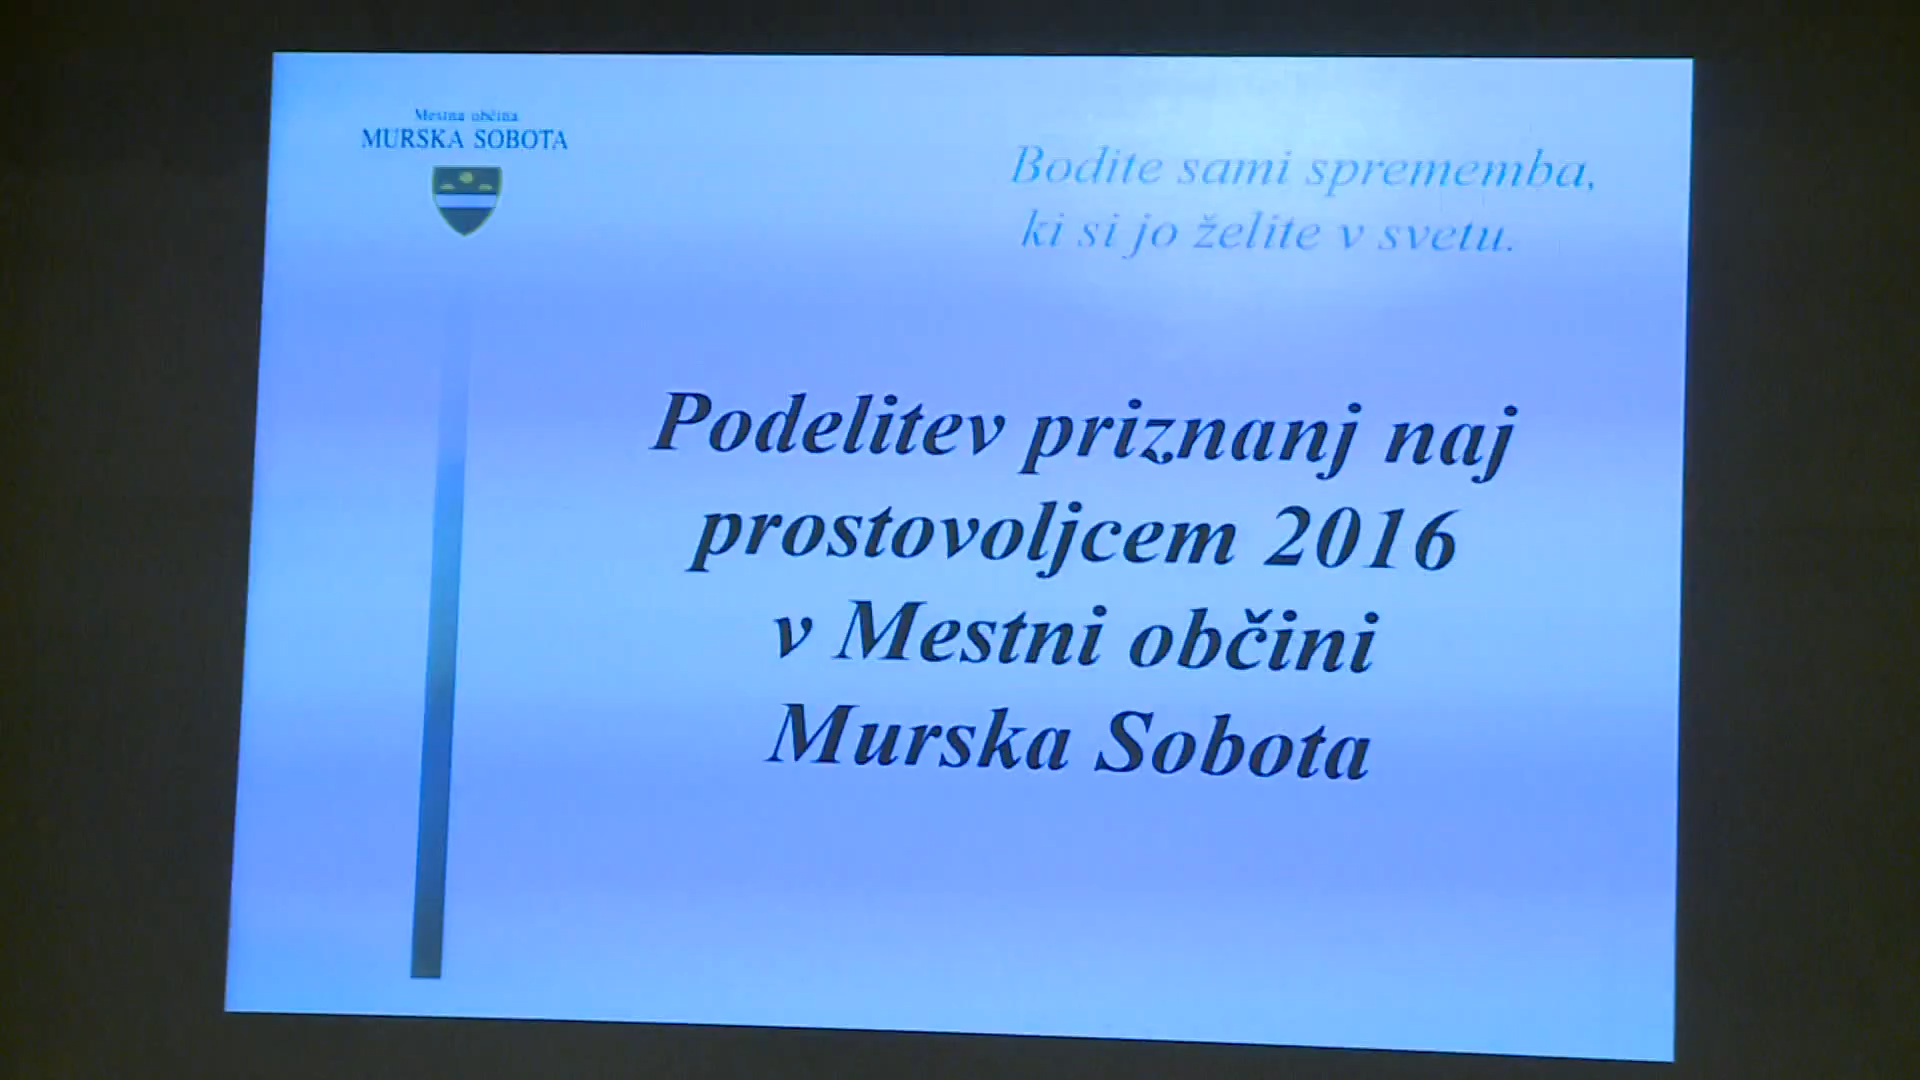 Mestna občina
MURSKA SOBOTA
Bodite sami sprememba,
ki si jo želite v svetu.
Podelitev priznanj naj
prostovoljcem 2016
v Mestni občini
Murska Sobota